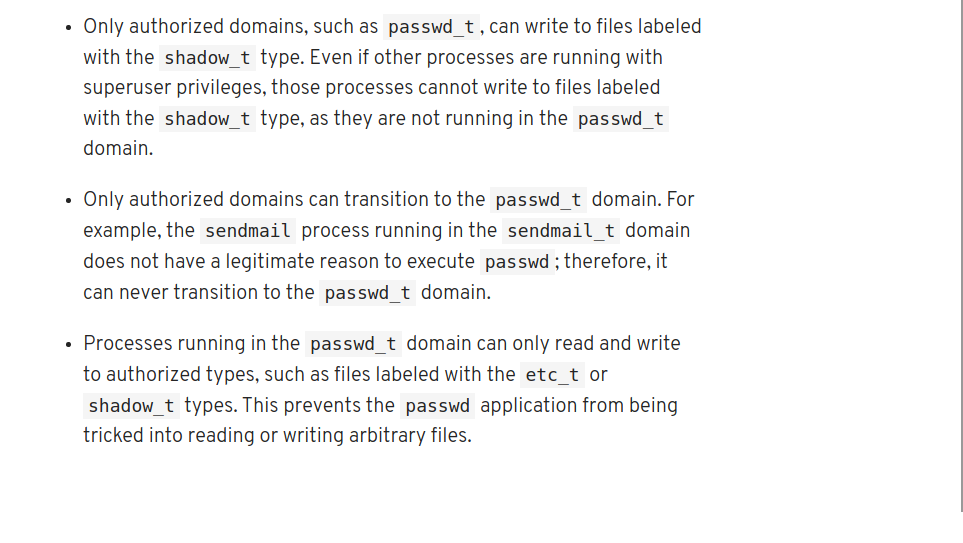 • Only authorized domains, such as passwd_t, can write to files labeled
with the shadow_t type. Even if other processes are running with
superuser privileges, those processes cannot write to files labeled
with the shadow_t type, as they are not running in the passwd_t
domain.
• Only authorized domains can transition to the passwd_t domain. For
example, the sendmail process running in the sendmail_t domain
does not have a legitimate reason to execute passwd; therefore, it
can never transition to the passwd_t domain.
• Processes running in the passwd_t domain can only read and write
to authorized types, such as files labeled with the etc_t or
shadow_t types. This prevents the passwd application from being
tricked into reading or writing arbitrary files.